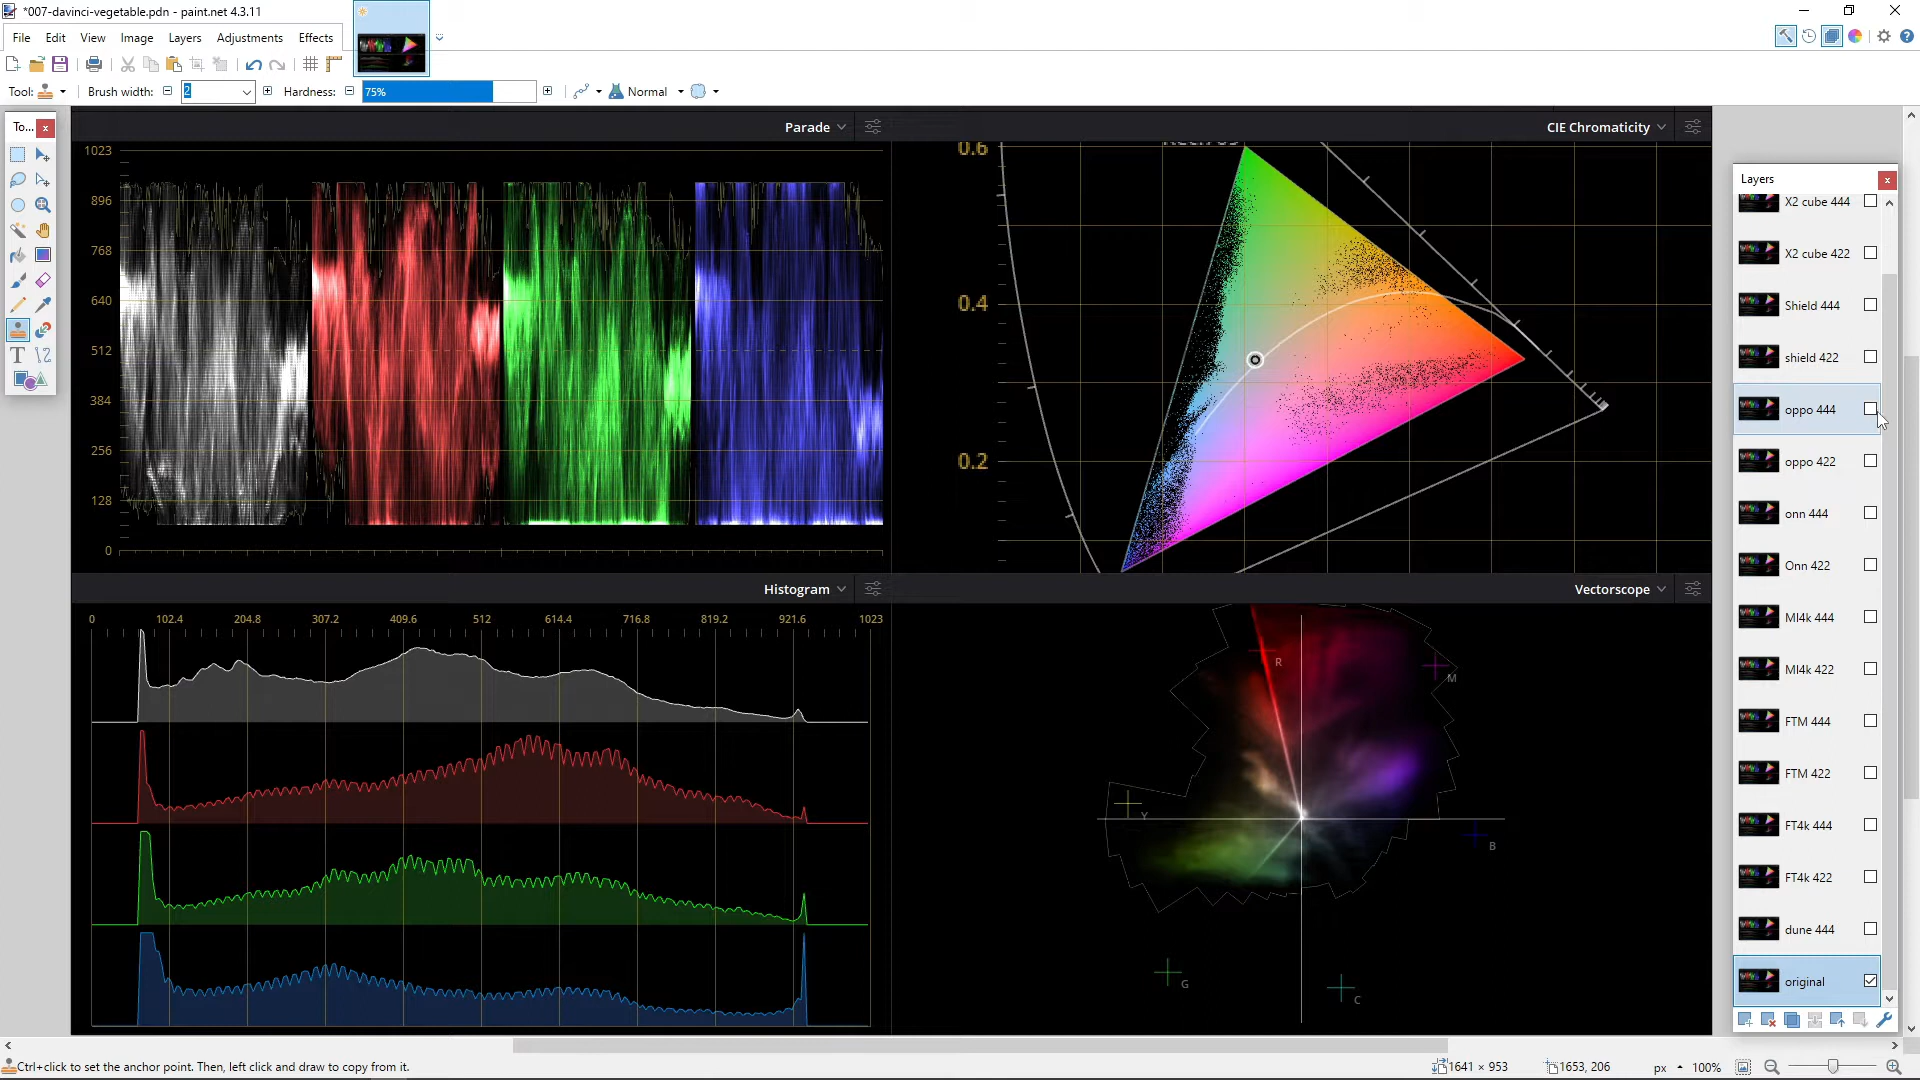 *007-davinci-vegetable.pdn - paint.net 4.3.11
File Edit View Image Layers Adjustments Effects
Tool: Brush width: 2 Hardness: 75% Normal
To...
Parade
1023
896
768
640
512
384
256
128
0
CIE Chromaticity
0.6
0.4
0.2
Histogram
0 102.4 204.8 307.2 409.6 512 614.4 716.8 819.2 921.6 1023
Vectorscope
R
M
Y
B
G
C
Layers
X2 cube 444
X2 cube 422
Shield 444
shield 422
oppo 444
oppo 422
onn 444
Onn 422
MI4k 444
MI4k 422
FTM 444
FTM 422
FT4k 444
FT4k 422
dune 444
original
Ctrl+click to set the anchor point. Then, left click and draw to copy from it.
1641 × 953 1653, 206 px 100%